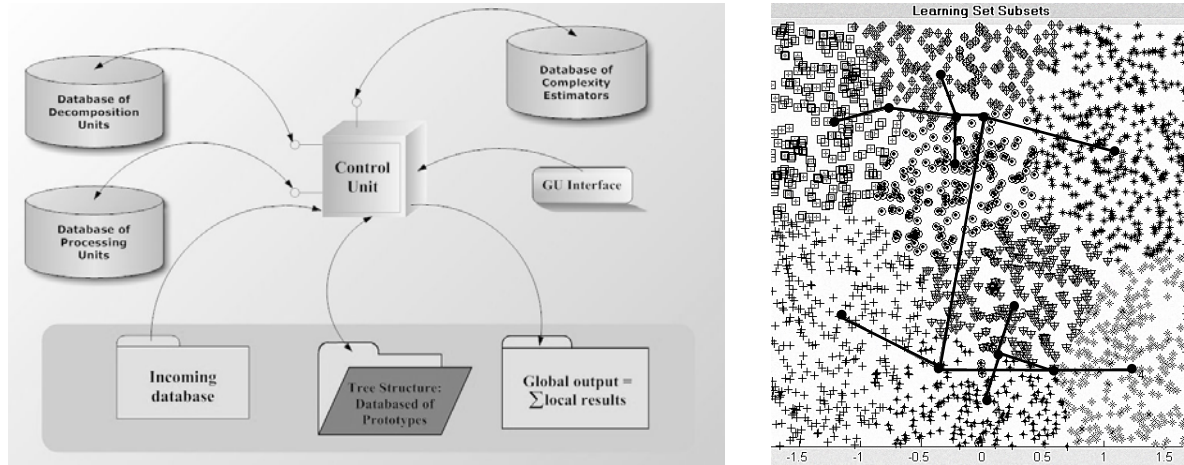 Database of
Decomposition
Units
Database of
Complexity
Estimators
Control
Unit
GU Interface
Database of
Processing
Units
Incoming
database
Tree Structure:
Databased of
Prototypes
Global output =
∑local results
Learning Set Subsets
-1.5 -1 -0.5 0 0.5 1 1.5